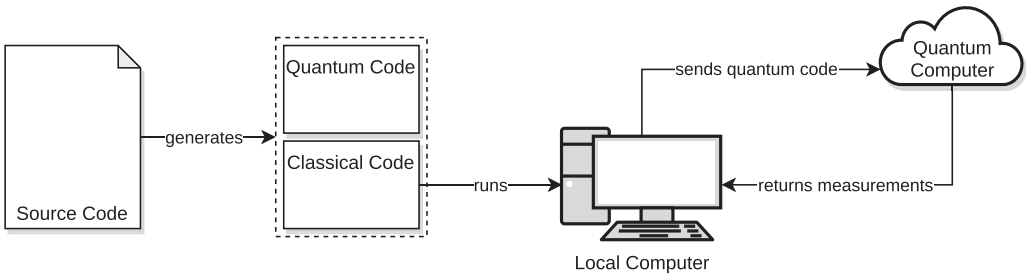 Source Code
generates
Quantum Code
Classical Code
runs
Local Computer
sends quantum code
Quantum
Computer
returns measurements